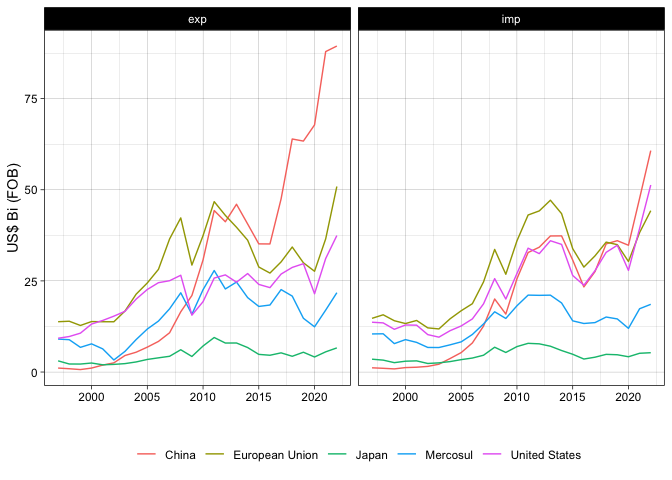 exp imp
US$ Bi (FOB)
75
50
25
0
2000 2005 2010 2015 2020 2000 2005 2010 2015 2020
China European Union Japan Mercosul United States